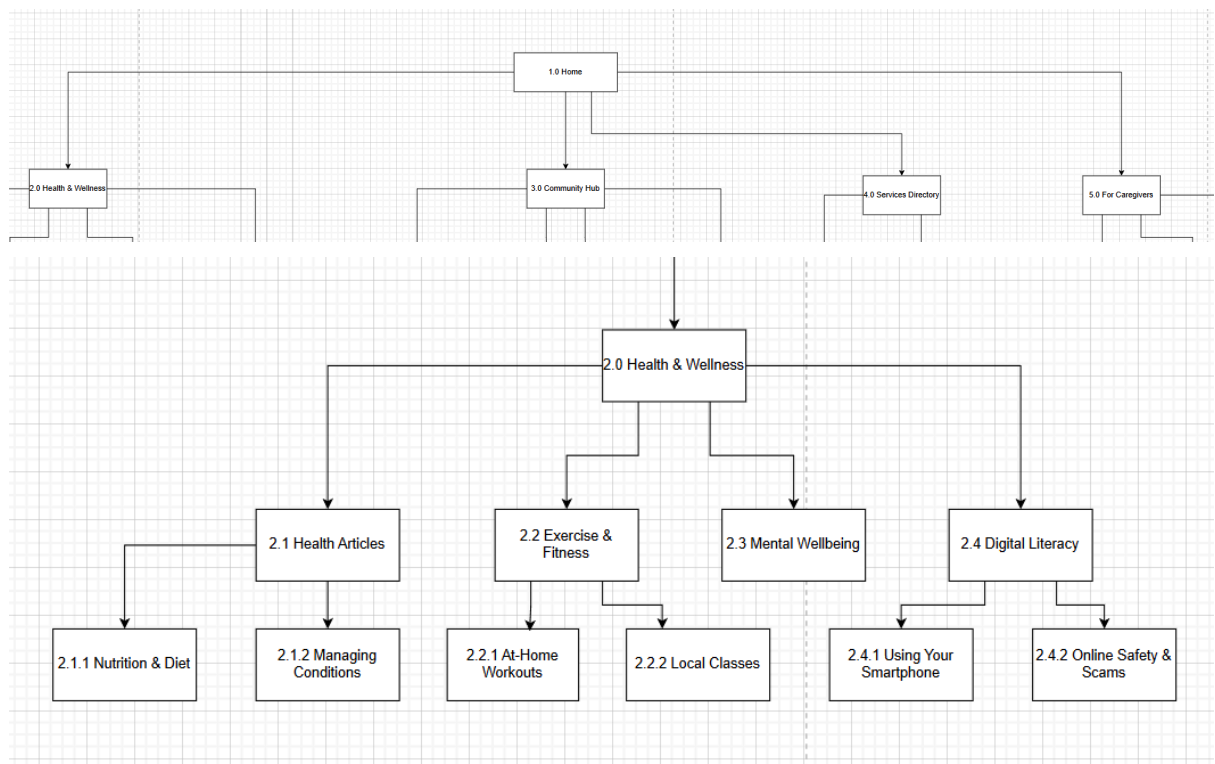 1.0 Home
2.0 Health & Wellness
3.0 Community Hub
4.0 Services Directory
5.0 For Caregivers
2.0 Health & Wellness
2.1 Health Articles
2.2 Exercise &
Fitness
2.3 Mental Wellbeing
2.4 Digital Literacy
2.1.1 Nutrition & Diet
2.1.2 Managing
Conditions
2.2.1 At-Home
Workouts
2.2.2 Local Classes
2.4.1 Using Your
Smartphone
2.4.2 Online Safety &
Scams